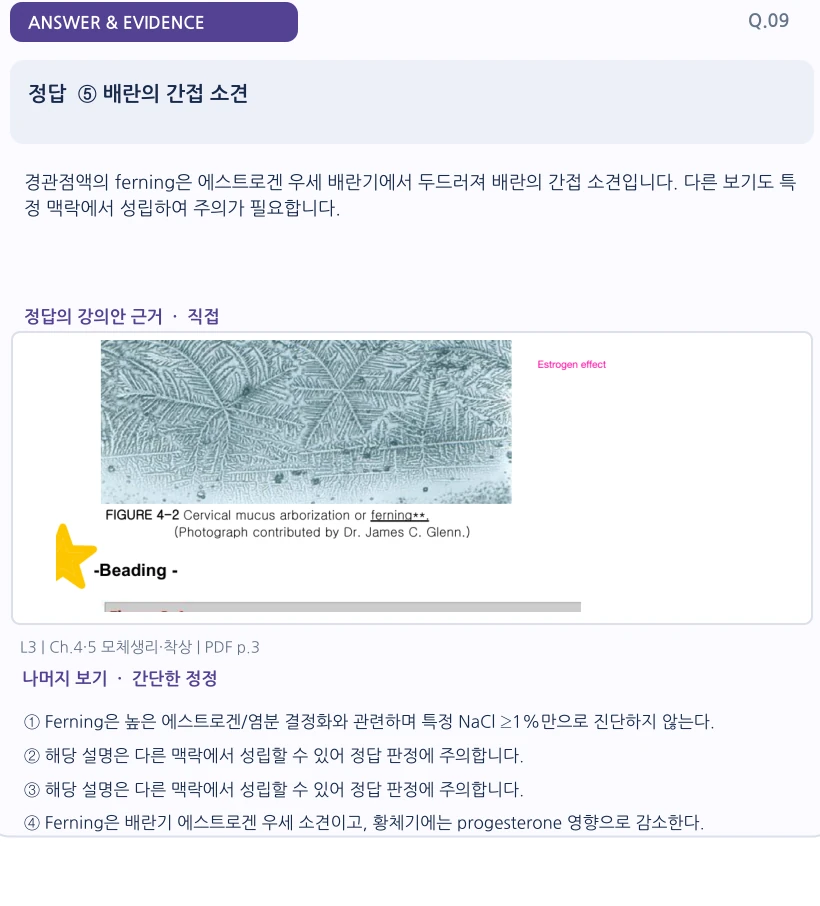 ANSWER & EVIDENCE
Q.09
정답 ⑤ 배란의 간접 소견
경관점액의 ferning은 에스트로겐 우세 배란기에서 두드러져 배란의 간접 소견입니다. 다른 보기도 특
정 맥락에서 성립하여 주의가 필요합니다.
정답의 강의안 근거 · 직접
Estrogen effect
FIGURE 4-2 Cervical mucus arborization or ferning**.
(Photograph contributed by Dr. James C. Glenn.)
-Beading -
L3 | Ch.4·5 모체생리·착상 | PDF p.3
나머지 보기 · 간단한 정정
① Ferning은 높은 에스트로겐/염분 결정화와 관련하며 특정 NaCl ≥1%만으로 진단하지 않는다.
② 해당 설명은 다른 맥락에서 성립할 수 있어 정답 판정에 주의합니다.
③ 해당 설명은 다른 맥락에서 성립할 수 있어 정답 판정에 주의합니다.
④ Ferning은 배란기 에스트로겐 우세 소견이고, 황체기에는 progesterone 영향으로 감소한다.